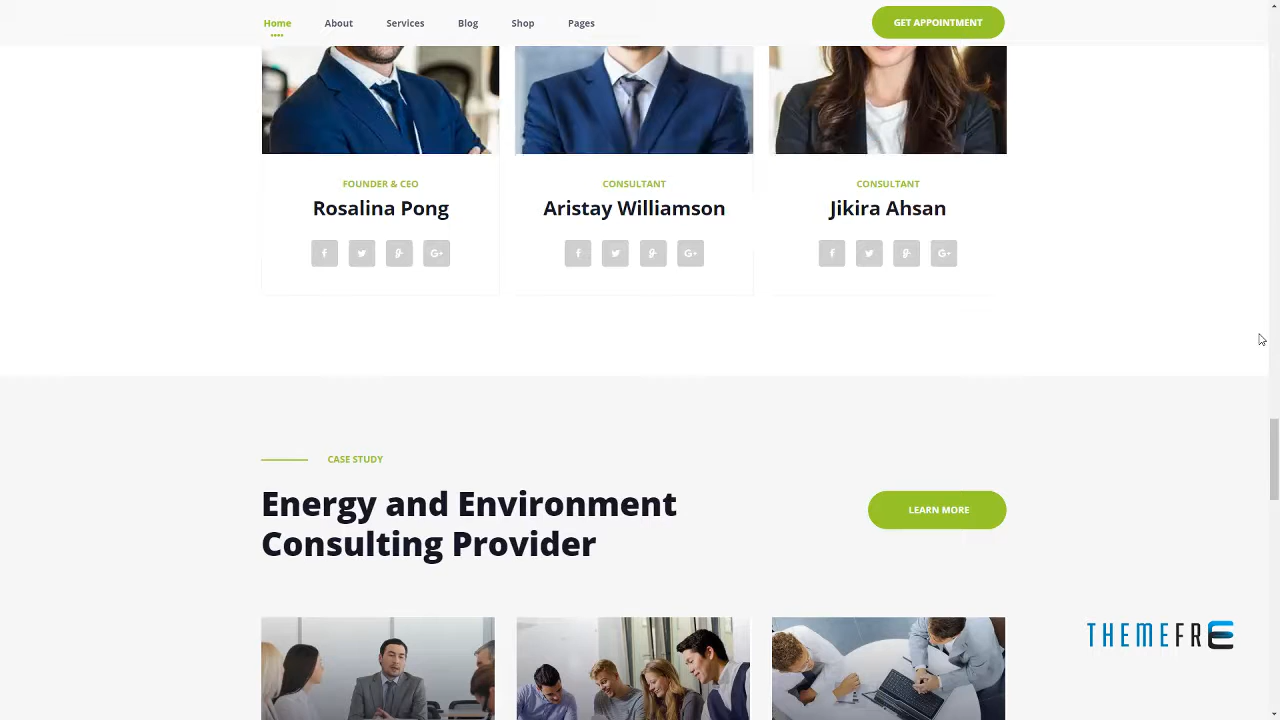 Home About Services Blog Shop Pages GET APPOINTMENT
FOUNDER & CEO
Rosalina Pong
CONSULTANT
Aristay Williamson
CONSULTANT
Jikira Ahsan
CASE STUDY
Energy and Environment
Consulting Provider
LEARN MORE
THEMEFRE